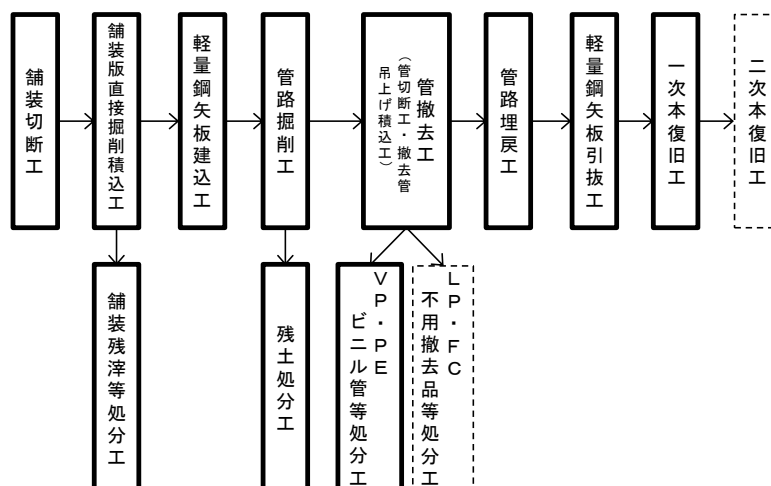 舗装切断工
舗装版直接掘削積込工
軽量鋼矢板建込工
管路掘削工
管撤去工
（管切断工・撤去管
吊上げ積込工）
管路埋戻工
軽量鋼矢板引抜工
一次本復旧工
二次本復旧工
舗装残滓等処分工
残土処分工
ＶＰ・ＰＥ
ビニル管等処分工
ＬＰ・ＦＣ
不用撤去品等処分工